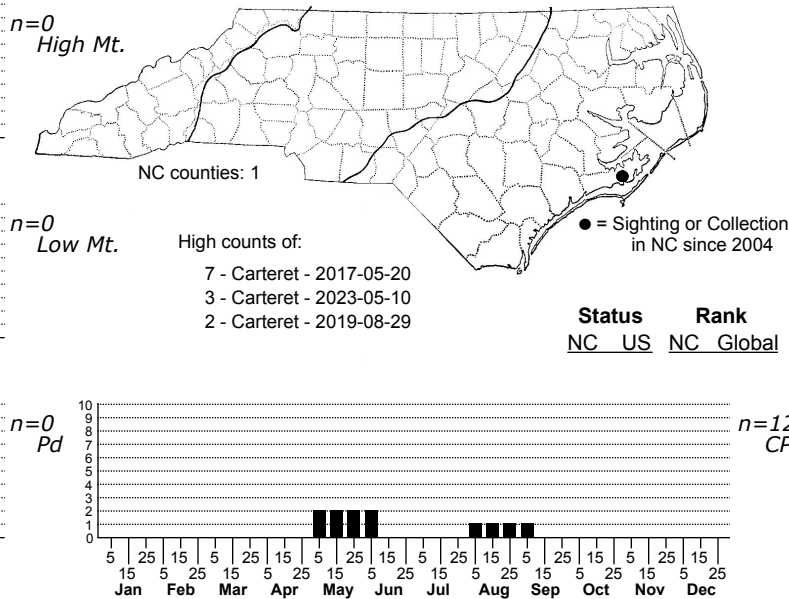 n=0
High Mt.
NC counties: 1
n=0
Low Mt.
High counts of:
7 - Carteret - 2017-05-20
3 - Carteret - 2023-05-10
2 - Carteret - 2019-08-29
● = Sighting or Collection
in NC since 2004
Status Rank
NC US NC Global
n=0
Pd
n=12
CP
10
9
8
7
6
5
4
3
2
1
0
5 25 15 5 25 15 5 25 15 5 25 15 5 25 15 5 25 15
15 5 25 15 5 25 15 5 25 15 5 25 15 5 25 15 5 25
Jan Feb Mar Apr May Jun Jul Aug Sep Oct Nov Dec